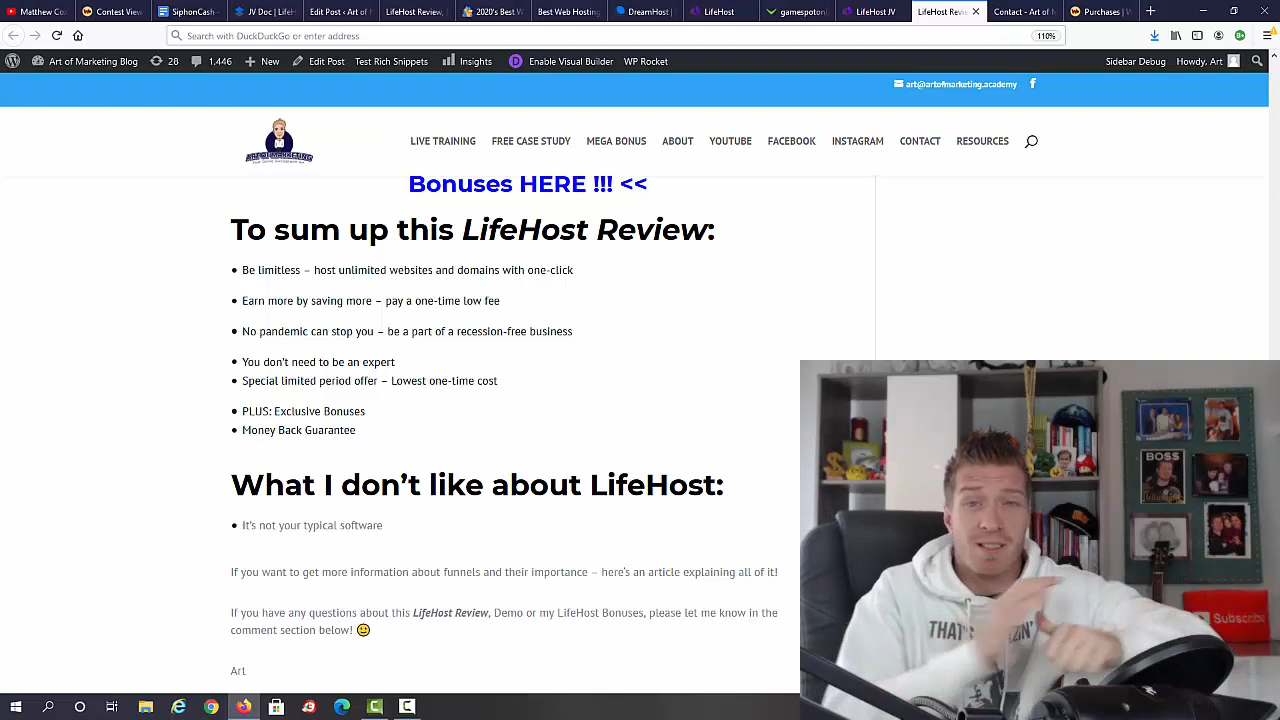 Matthew Cox
Contest View
SiphonCash -
JV Doc | LifeH
Edit Post ‹ Art of M
LifeHost Review,
2020's Best W
Best Web Hosting
DreamHost |
LifeHost
gamespoton
LifeHost JV
LifeHost Revi
Contact - Art of M
Purchases | W
Search with DuckDuckGo or enter address
110%
Art of Marketing Blog
28
1,446
New
Edit Post
Test Rich Snippets
Insights
Enable Visual Builder
WP Rocket
Sidebar Debug
Howdy, Art
art@artofmarketing.academy
ARTOFMARKETING
LIVE TRAINING
FREE CASE STUDY
MEGA BONUS
ABOUT
YOUTUBE
FACEBOOK
INSTAGRAM
CONTACT
RESOURCES
Bonuses HERE !!! <<
To sum up this LifeHost Review:
Be limitless – host unlimited websites and domains with one-click
Earn more by saving more – pay a one-time low fee
No pandemic can stop you – be a part of a recession-free business
You don't need to be an expert
Special limited period offer – Lowest one-time cost
PLUS: Exclusive Bonuses
Money Back Guarantee
What I don't like about LifeHost:
It's not your typical software
If you want to get more information about funnels and their importance – here's an article explaining all of it!
If you have any questions about this LifeHost Review, Demo or my LifeHost Bonuses, please let me know in the
comment section below!
Art
BOSS
THAT'S
Subscribe